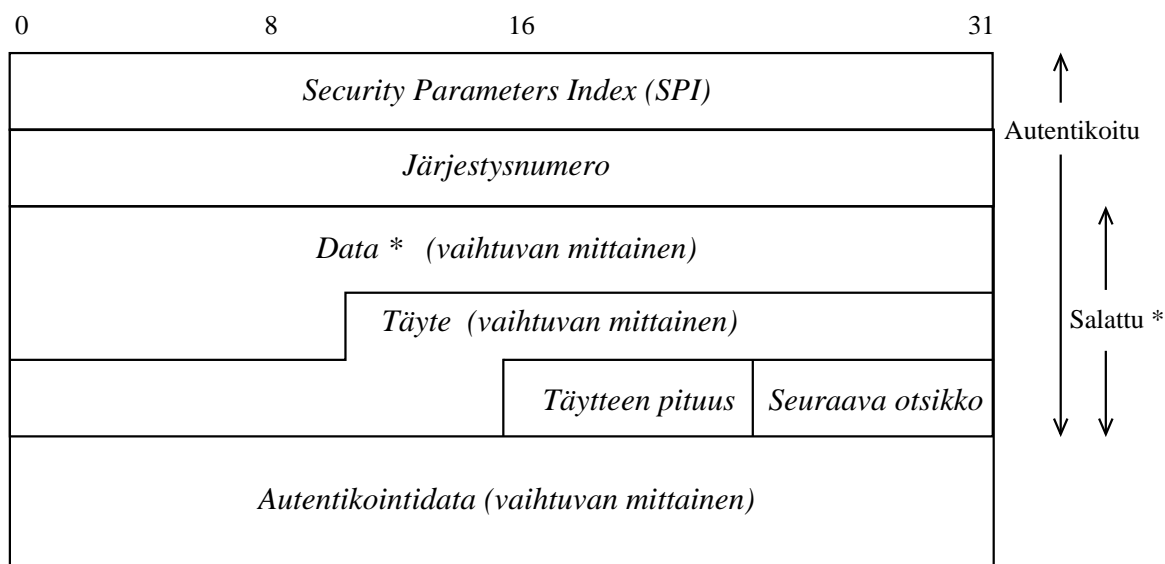 0 8 16 31
Security Parameters Index (SPI)
Autentikoitu
Järjestysnumero
Data * (vaihtuvan mittainen)
Täyte (vaihtuvan mittainen)
Salattu *
Täytteen pituus
Seuraava otsikko
Autentikointidata (vaihtuvan mittainen)